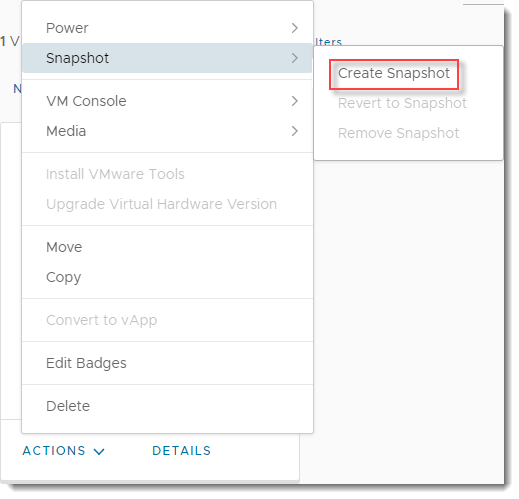 Power
1 V
lters
Snapshot
Create Snapshot
N
VM Console
Revert to Snapshot
Media
Remove Snapshot
Install VMware Tools
Upgrade Virtual Hardware Version
Move
Copy
Convert to vApp
Edit Badges
Delete
ACTIONS DETAILS